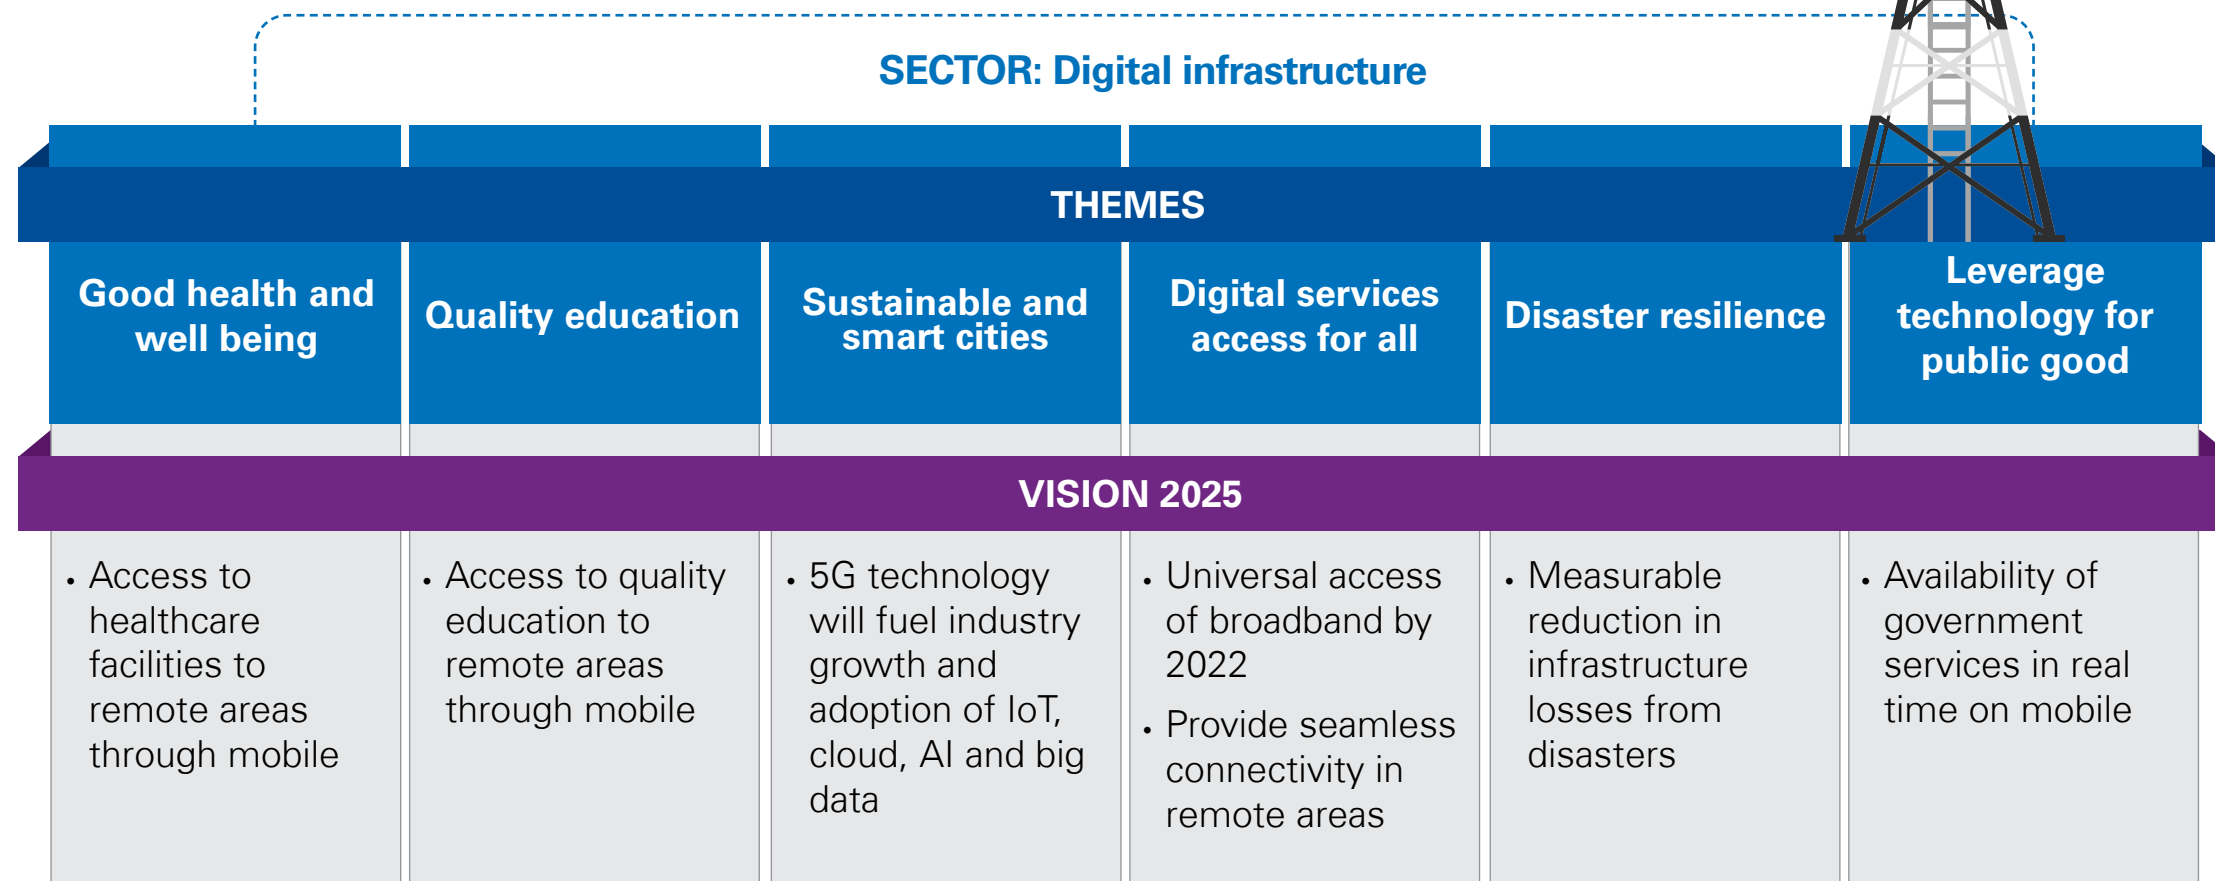 SECTOR: Digital infrastructure
THEMES
Good health and
well being
Quality education
Sustainable and
smart cities
Digital services
access for all
Disaster resilience
Leverage
technology for
public good
VISION 2025
• Access to
healthcare
facilities to
remote areas
through mobile
• Access to quality
education to
remote areas
through mobile
• 5G technology
will fuel industry
growth and
adoption of IoT,
cloud, AI and big
data
• Universal access
of broadband by
2022
• Provide seamless
connectivity in
remote areas
• Measurable
reduction in
infrastructure
losses from
disasters
• Availability of
government
services in real
time on mobile